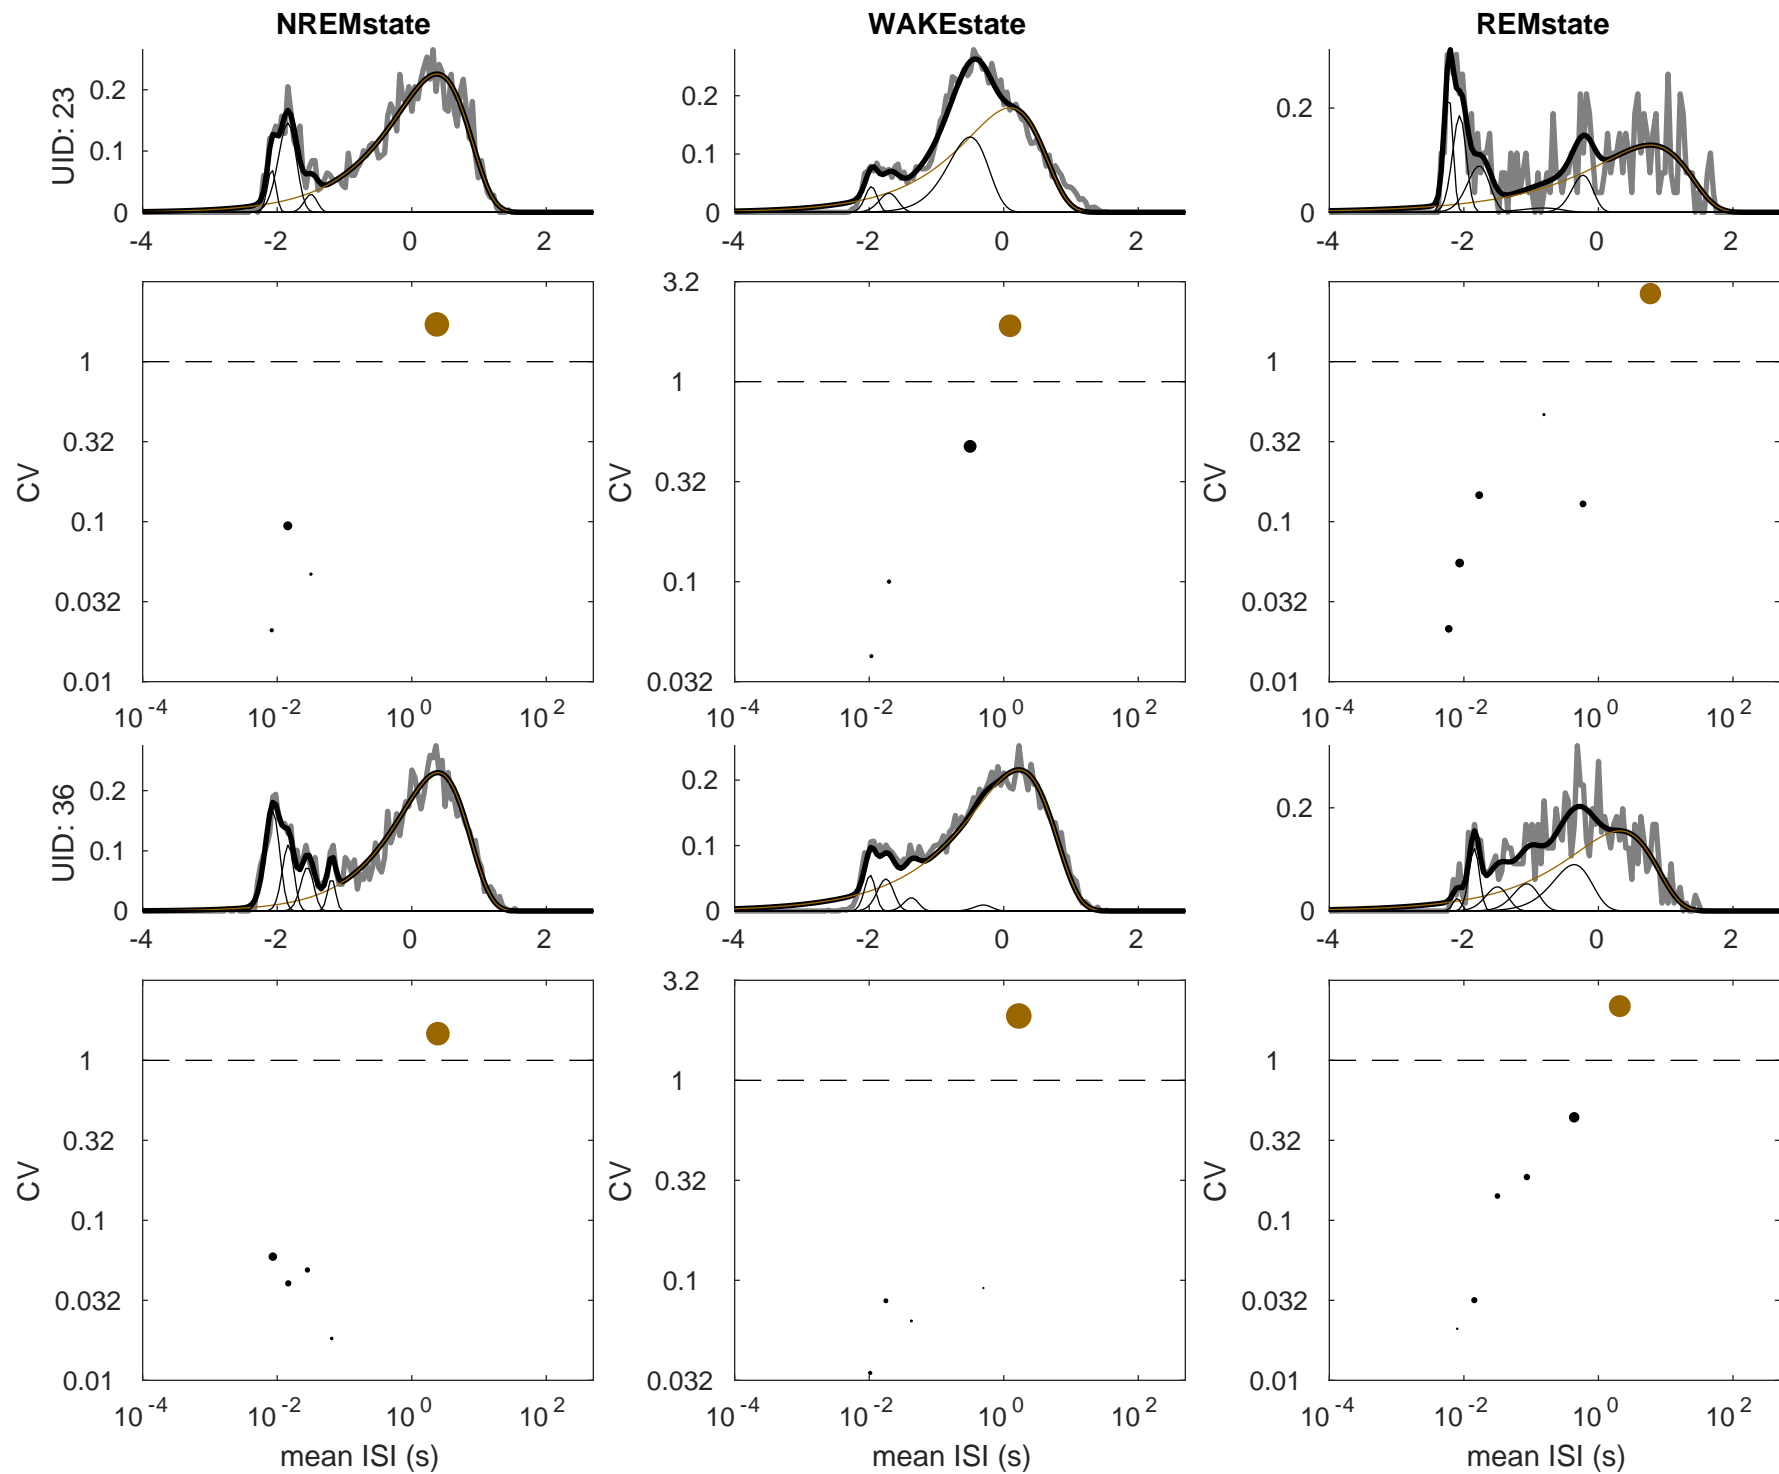 NREMstate WAKEstate REMstate
UID: 23
0.2 0.2 0.2
0.1 0.1
0 0 0
-4 -2 0 2 -4 -2 0 2 -4 -2 0 2
CV 1 0.32 0.1 0.032 0.01
CV 3.2 1 0.32 0.1 0.032
CV 1 0.32 0.1 0.032 0.01
10^-4 10^-2 10^0 10^2 10^-4 10^-2 10^0 10^2 10^-4 10^-2 10^0 10^2
UID: 36
0.2 0.2 0.2
0.1 0.1
0 0 0
-4 -2 0 2 -4 -2 0 2 -4 -2 0 2
CV 1 0.32 0.1 0.032 0.01
CV 3.2 1 0.32 0.1 0.032
CV 1 0.32 0.1 0.032 0.01
10^-4 10^-2 10^0 10^2 10^-4 10^-2 10^0 10^2 10^-4 10^-2 10^0 10^2
mean ISI (s) mean ISI (s) mean ISI (s)